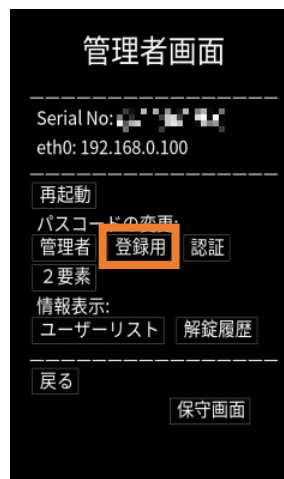 管理者画面
Serial No:
eth0: 192.168.0.100
再起動
パスコードの変更:
管理者 登録用 認証
２要素
情報表示:
ユーザーリスト 解錠履歴
戻る
保守画面